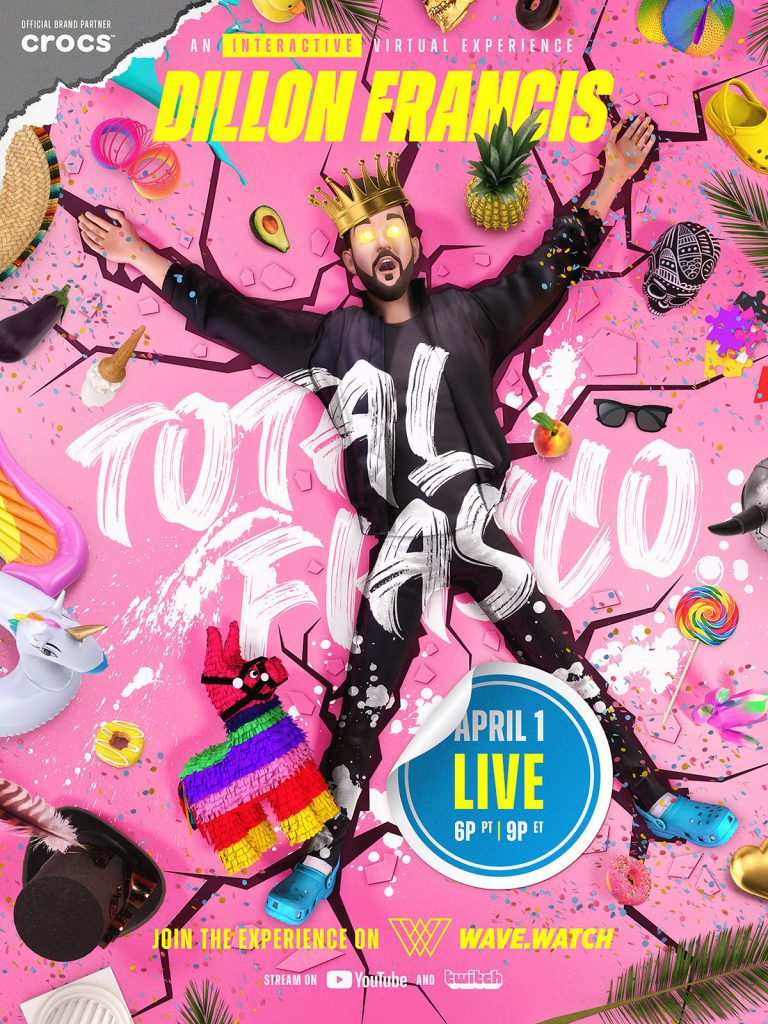 OFFICIAL BRAND PARTNER
crocs™
AN INTERACTIVE VIRTUAL EXPERIENCE
DILLON FRANCIS
TOTAL
FIASCO
APRIL 1
LIVE
6P PT | 9P ET
JOIN THE EXPERIENCE ON W WAVE.WATCH
STREAM ON YouTube AND twitch